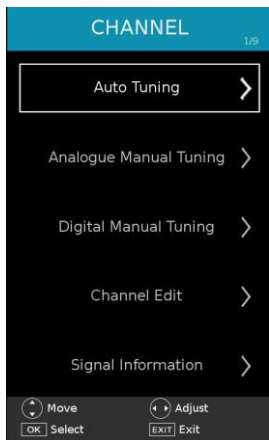 CHANNEL
1/9
Auto Tuning
Analogue Manual Tuning
Digital Manual Tuning
Channel Edit
Signal Information
Move Adjust
OK Select EXIT Exit